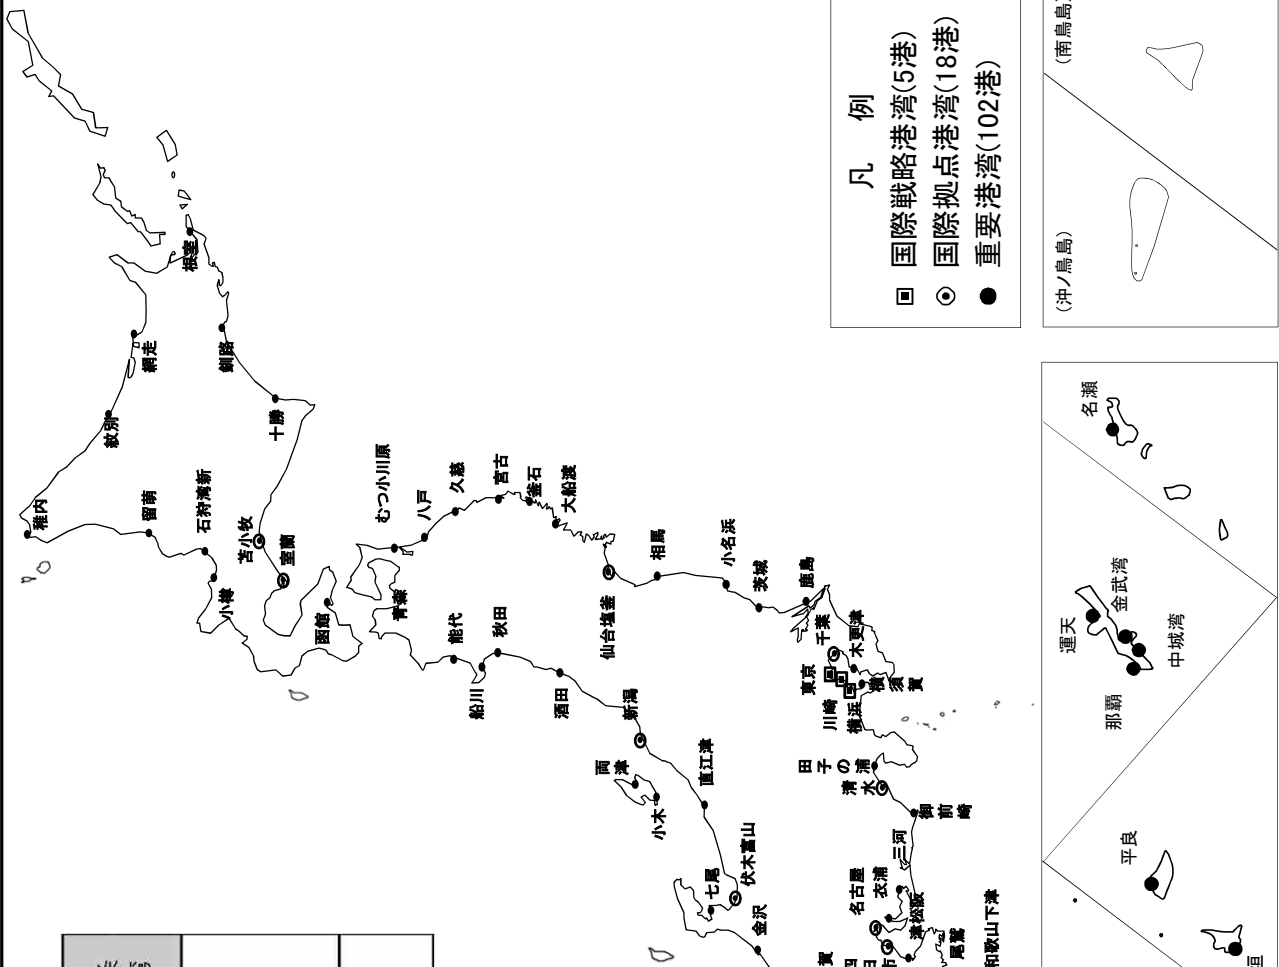 凡 例
国際戦略港湾(5港)
国際拠点港湾(18港)
重要港湾(102港)
(南鳥島)
(沖ノ鳥島)
稚内
紋別
網走
根室
釧路
十勝
留萌
石狩湾新
小樽
苫小牧
室蘭
函館
むつ小川原
八戸
久慈
宮古
釜石
大船渡
青森
能代
秋田
船川
酒田
仙台塩釜
相馬
小名浜
茨城
鹿島
千葉
木更津
東京
川崎
横浜
横須賀
新潟
両津
小木
直江津
伏木富山
七尾
金沢
田子の浦
清水
御前崎
三河
衣浦
名古屋
津松阪
尾鷲
和歌山下津
賀
四日市
名瀬
運天
金武湾
中城湾
那覇
平良
垣